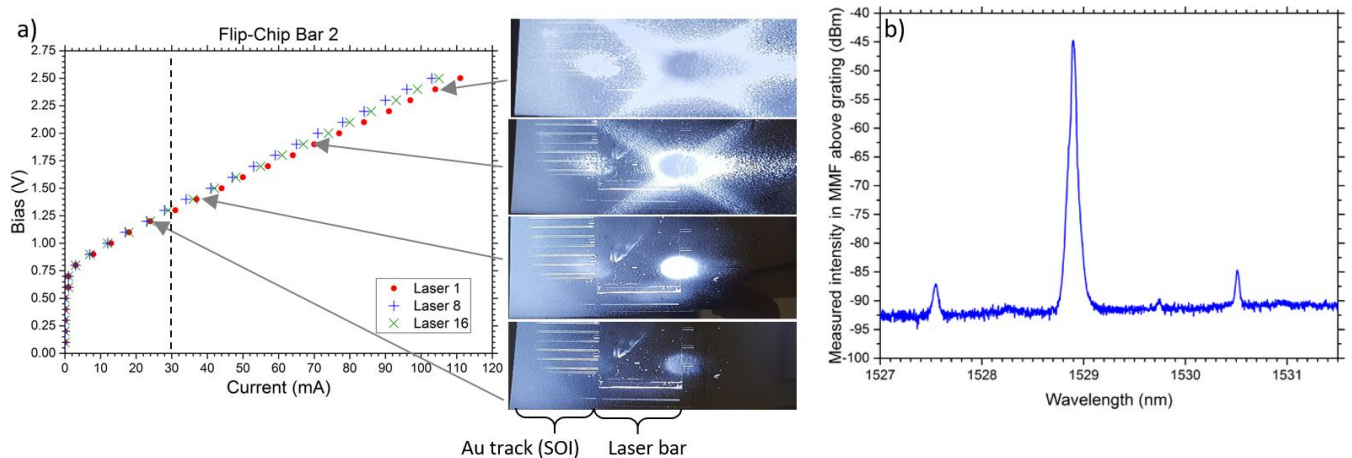 a)
Flip-Chip Bar 2
2.75
2.50
2.25
2.00
1.75
1.50
1.25
1.00
0.75
0.50
0.25
0.00
Bias (V)
0 10 20 30 40 50 60 70 80 90 100 110 120
Current (mA)
Laser 1
Laser 8
Laser 16
Au track (SOI) Laser bar
b)
-40
-45
-50
-55
-60
-65
-70
-75
-80
-85
-90
-95
-100
Measured intensity in MMF above grating (dBm)
1527 1528 1529 1530 1531
Wavelength (nm)